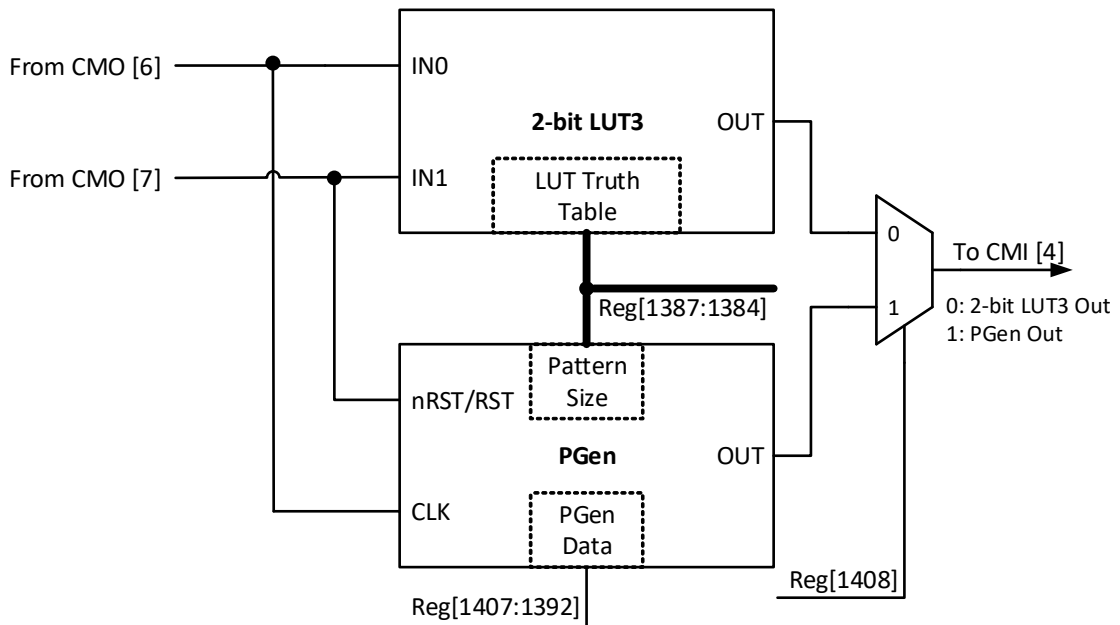 From CMO [6]
IN0
2-bit LUT3
OUT
From CMO [7]
IN1
LUT Truth
Table
0
To CMI [4]
Reg[1387:1384]
1
0: 2-bit LUT3 Out
1: PGen Out
Pattern
Size
nRST/RST
PGen
OUT
CLK
PGen
Data
Reg[1408]
Reg[1407:1392]